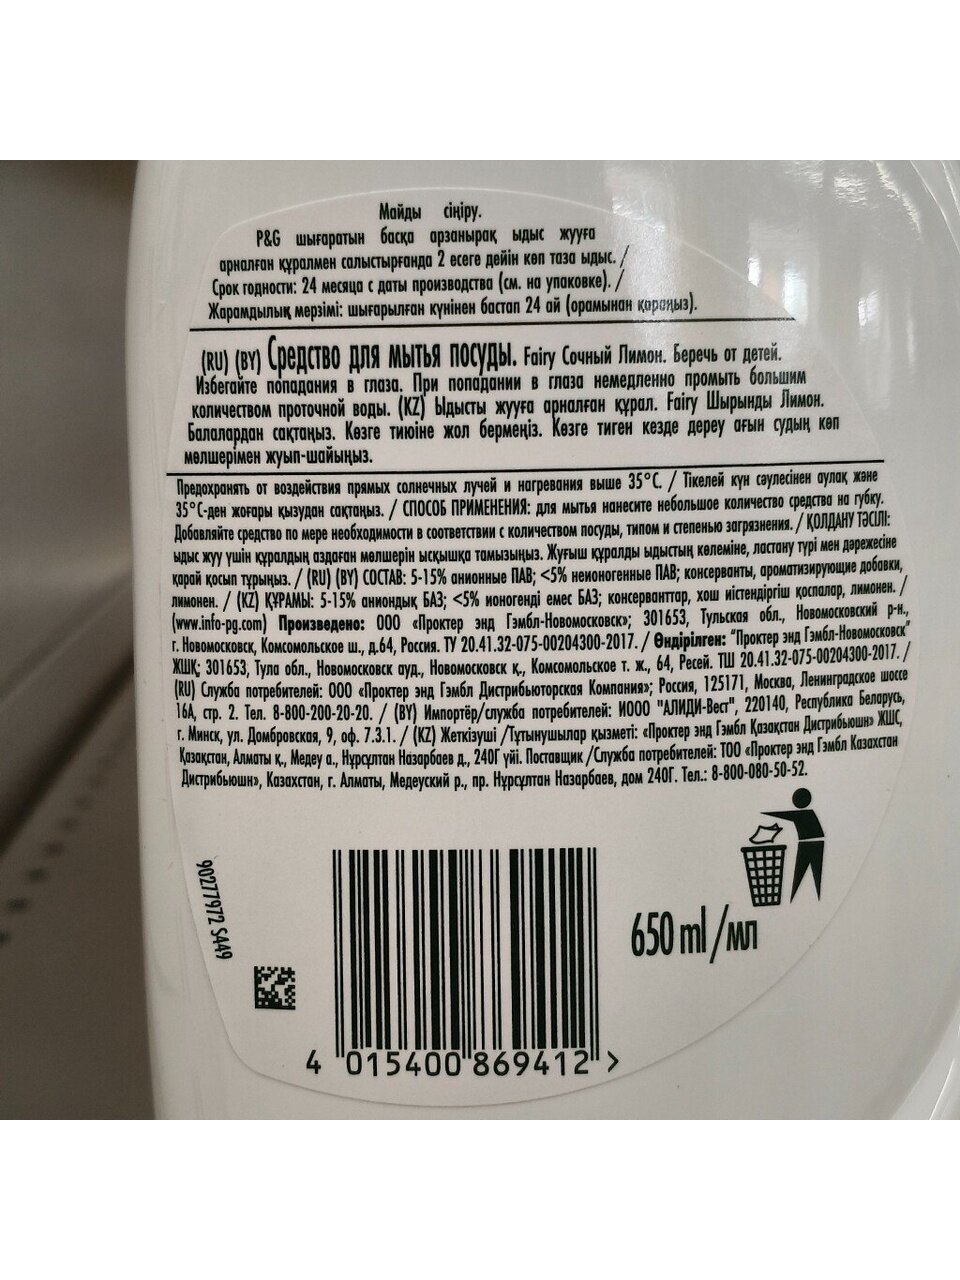 Майды сіңіру.
P&G шығаратын басқа арзанырақ ыдыс жууға
арналған құралмен салыстырғанда 2 есеге дейін көп таза ыдыс. /
Срок годности: 24 месяца с даты производства (см. на упаковке). /
Жарамдылық мерзімі: шығарылған күнінен бастап 24 ай (орамынан қараңыз).
(RU) (BY) Средство для мытья посуды. Fairy Сочный Лимон. Беречь от детей.
Избегайте попадания в глаза. При попадании в глаза немедленно промыть большим
количеством проточной воды. (KZ) Ыдысты жууға арналған құрал. Fairy Шырынды Лимон.
Балалардан сақтаңыз. Көзге тиюіне жол бермеңіз. Көзге тиген кезде дереу ағын судың көп
мөлшерімен жуып-шайыңыз.
Предохранять от воздействия прямых солнечных лучей и нагревания выше 35°С. / Тікелей күн сәулесінен аулақ және
35°С-ден жоғары қызудан сақтаңыз. / СПОСОБ ПРИМЕНЕНИЯ: для мытья нанесите небольшое количество средства на губку.
Добавляйте средство по мере необходимости в соответствии с количеством посуды, типом и степенью загрязнения. / ҚОЛДАНУ ТӘСІЛІ:
ыдыс жуу үшін құралдың аздаған мөлшерін ысқышқа тамызыңыз. Жуғыш құралды ыдыстың көлеміне, ластану түрі мен дәрежесіне
қарай қосып тұрыңыз. / (RU) (BY) СОСТАВ: 5-15% анионные ПАВ; <5% неионогенные ПАВ; консерванты, ароматизирующие добавки,
лимонен. / (KZ) ҚҰРАМЫ: 5-15% аниондық БАЗ; <5% ионогенді емес БАЗ; консерванттар, хош иістендіргіш қоспалар, лимонен. /
(www.info-pg.com) Произведено: ООО «Проктер энд Гэмбл-Новомосковск»; 301653, Тульская обл., Новомосковский р-н.,
г. Новомосковск, Комсомольское ш., д.64, Россия. ТУ 20.41.32-075-00204300-2017. / Өндірілген: "Проктер энд Гэмбл-Новомосковск"
ЖШҚ; 301653, Тула обл., Новомосковск ауд., Новомосковск қ., Комсомольское т. ж., 64, Ресей. ТШ 20.41.32-075-00204300-2017. /
(RU) Служба потребителей: ООО «Проктер энд Гэмбл Дистрибьюторская Компания»; Россия, 125171, Москва, Ленинградское шоссе
16А, стр. 2. Тел. 8-800-200-20-20. / (BY) Импортёр/служба потребителей: ИООО "АЛИДИ-Вест", 220140, Республика Беларусь,
г. Минск, ул. Домбровская, 9, оф. 7.3.1. / (KZ) Жеткізуші /Тұтынушылар қызметі: «Проктер энд Гэмбл Қазақстан Дистрибьюшн» ЖШС,
Қазақстан, Алматы қ., Медеу а., Нұрсұлтан Назарбаев д., 240Г үйі. Поставщик /Служба потребителей: ТОО «Проктер энд Гэмбл Казахстан
Дистрибьюшн», Казахстан, г. Алматы, Медеуский р., пр. Нұрсұлтан Назарбаев, дом 240Г. Тел.: 8-800-080-50-52.
90277972 S449
650 ml/мл
4 015400 869412 >